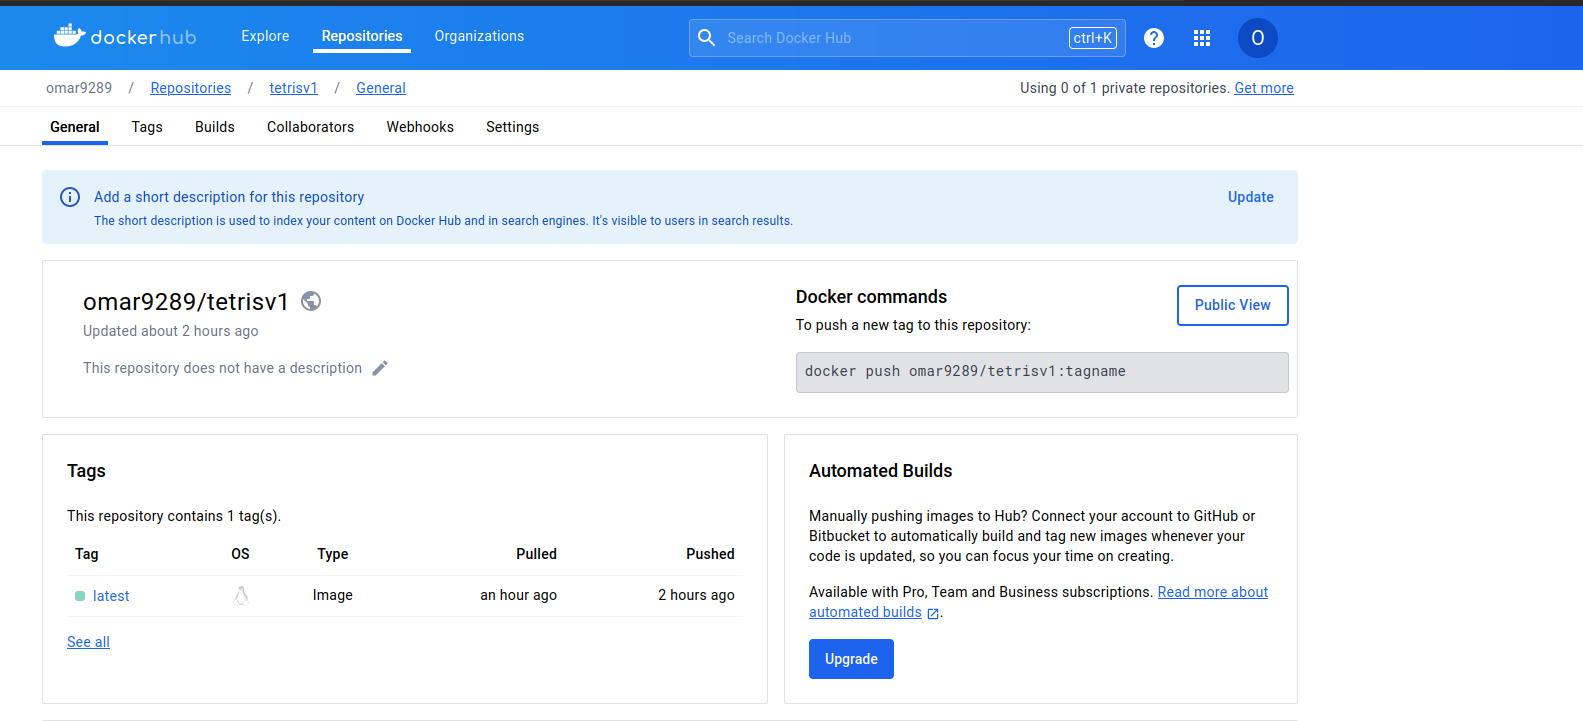 dockerhub Explore Repositories Organizations Search Docker Hub ctrl+K ? O
omar9289 / Repositories / tetrisv1 / General Using 0 of 1 private repositories. Get more
General Tags Builds Collaborators Webhooks Settings
Add a short description for this repository Update
The short description is used to index your content on Docker Hub and in search engines. It's visible to users in search results.
omar9289/tetrisv1
Updated about 2 hours ago
This repository does not have a description
Docker commands
Public View
To push a new tag to this repository:
docker push omar9289/tetrisv1:tagname
Tags
This repository contains 1 tag(s).
Tag OS Type Pulled Pushed
latest Image an hour ago 2 hours ago
See all
Automated Builds
Manually pushing images to Hub? Connect your account to GitHub or
Bitbucket to automatically build and tag new images whenever your
code is updated, so you can focus your time on creating.
Available with Pro, Team and Business subscriptions. Read more about
automated builds .
Upgrade